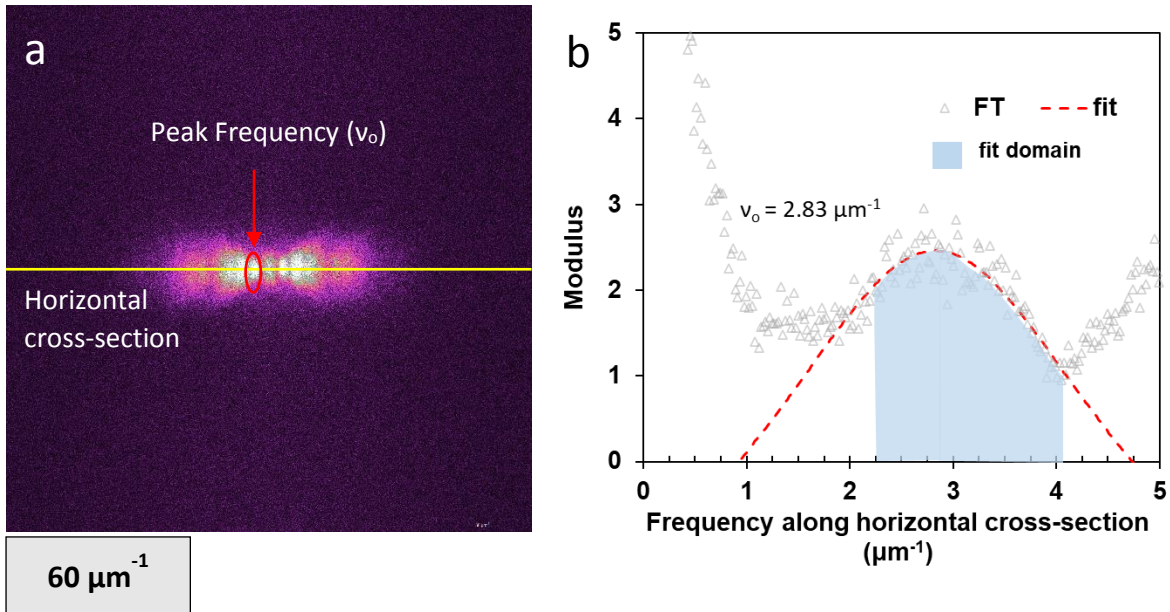 a
Peak Frequency (νₒ)
Horizontal
cross-section
60 µm⁻¹
b
5
4
3
2
1
0
Modulus
FT
fit
fit domain
νₒ = 2.83 µm⁻¹
0 1 2 3 4 5
Frequency along horizontal cross-section
(µm⁻¹)